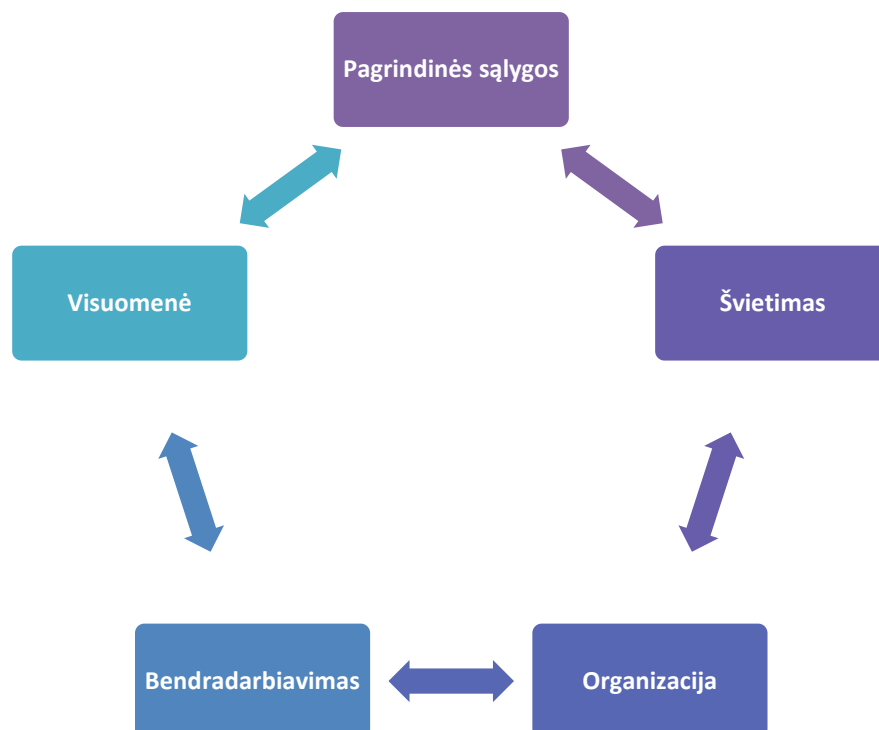 Pagrindinės sąlygos
Visuomenė
Švietimas
Bendradarbiavimas
Organizacija